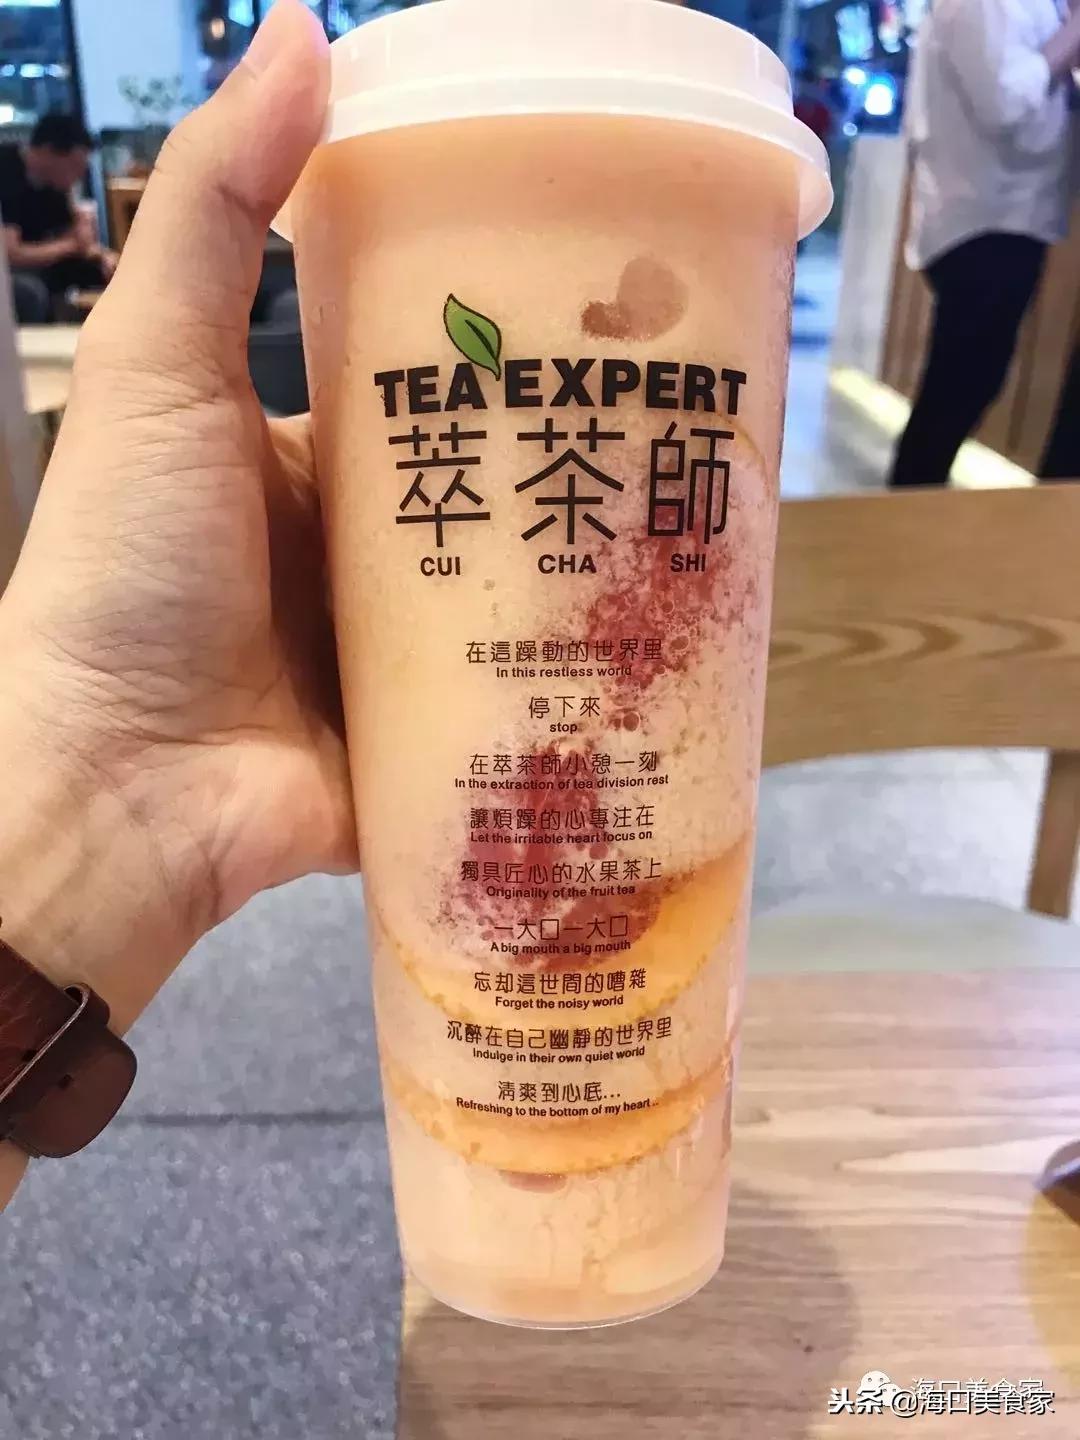 TEA EXPERT
萃茶師
CUI CHA SHI
在這躁動的世界里
In this restless world
停下來
stop
在萃茶師小憩一刻
In the extraction of tea division rest
讓煩躁的心專注在
Let the irritable heart focus on
獨具匠心的水果茶上
Originality of the fruit tea
一大口一大口
A big mouth a big mouth
忘却這世間的嘈雜
Forget the noisy world
沉醉在自己幽靜的世界里
Indulge in their own quiet world
清爽到心底...
Refreshing to the bottom of my heart ..
海口美食家
头条@海口美食家